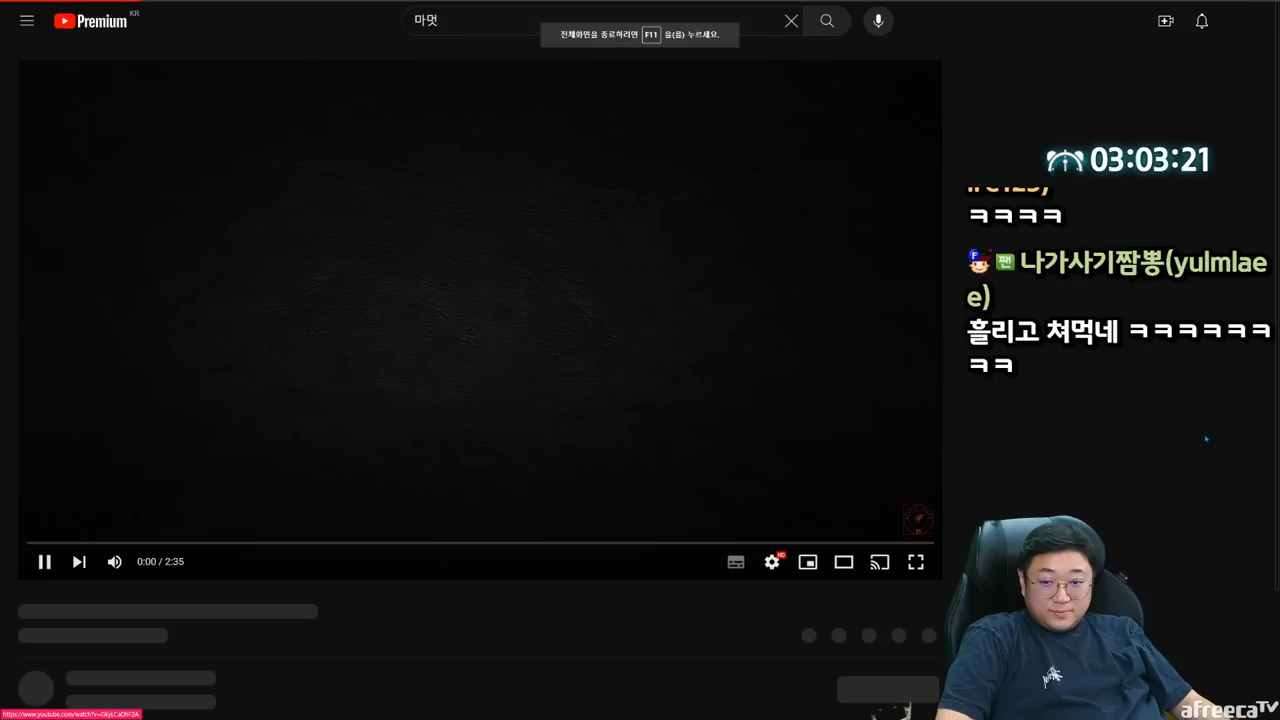 Premium KR
마멋
전체화면을 종료하려면 F11 을(를) 누르세요.
03:03:21
ㅋㅋㅋㅋ
F 팬 나가사기짬뽕(yulmlae
e)
흘리고 쳐먹네 ㅋㅋㅋㅋㅋㅋ
ㅋㅋ
0:00 / 2:35
HD
afreecaTV